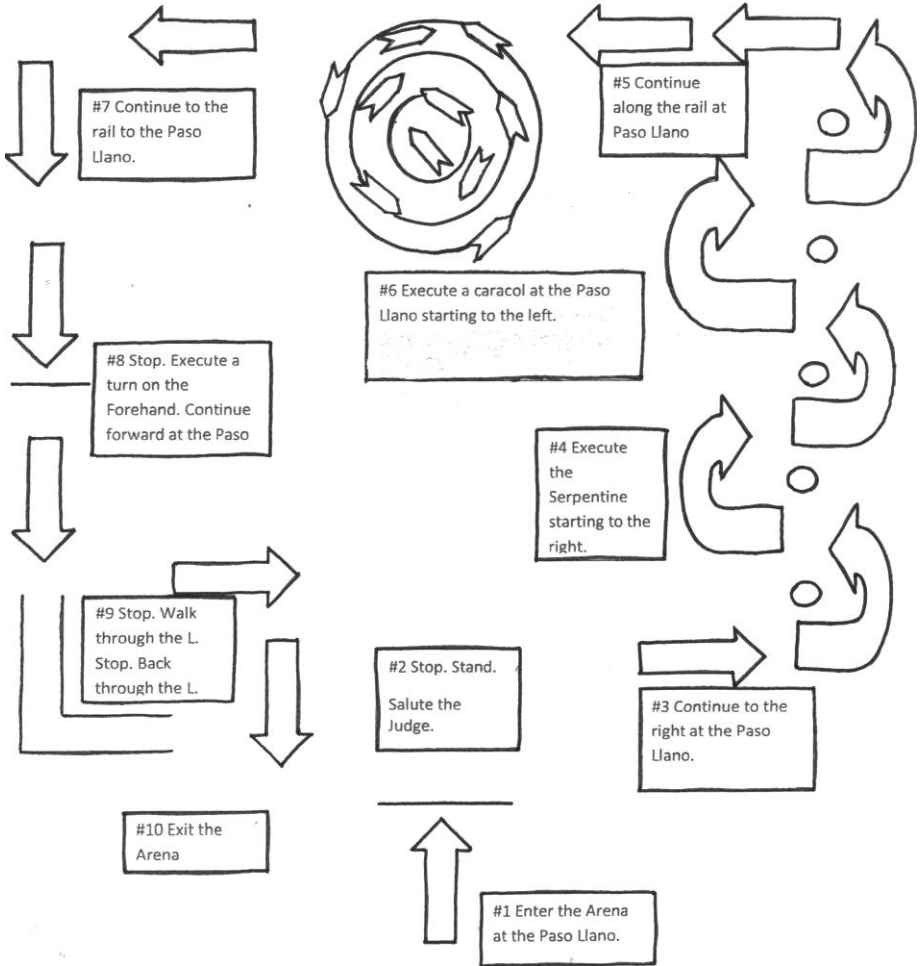 #7 Continue to the
rail to the Paso
Llano.
#5 Continue
along the rail at
Paso Llano
#6 Execute a caracol at the Paso
Llano starting to the left.
#8 Stop. Execute a
turn on the
Forehand. Continue
forward at the Paso
#4 Execute
the
Serpentine
starting to the
right.
#9 Stop. Walk
through the L.
Stop. Back
through the L.
#2 Stop. Stand.
Salute the
Judge.
#3 Continue to the
right at the Paso
Llano.
#10 Exit the
Arena
#1 Enter the Arena
at the Paso Llano.